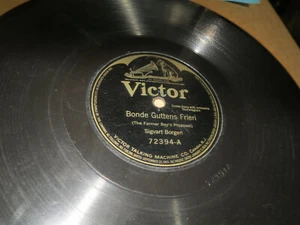 Victor
Bonde Guttens Frieri
(The Farmer Boy's Proposal)
Sigvart Borgen
72394-A
VICTOR TALKING MACHINE CO.